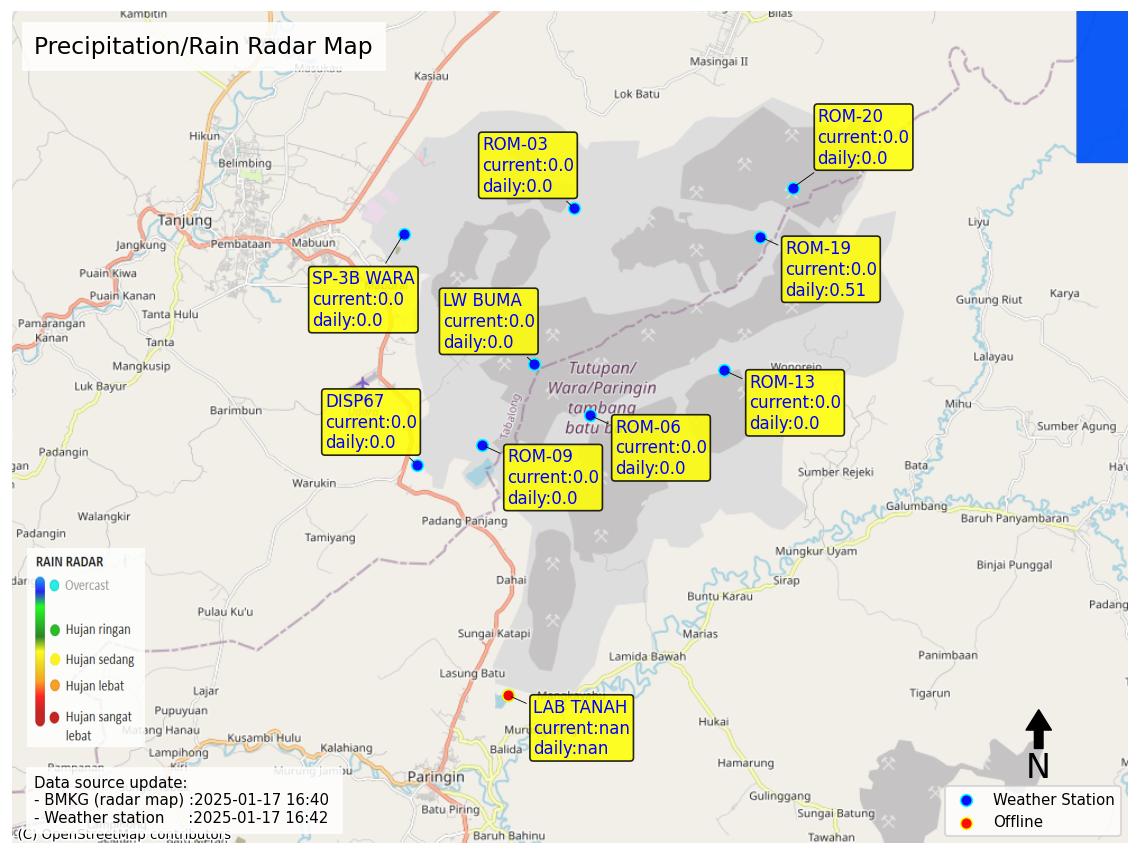 Precipitation/Rain Radar Map
Kambitin
Bilas
Masingai II
Masukau
Kasiau
Lok Batu
Hikun
Belimbing
Tanjung
Jangkung
Pembataan
Mabuun
Puain Kiwa
Puain Kanan
Pamarangan
Kanan
Tanta Hulu
Tanta
Mangkusip
Luk Bayur
Barimbun
Padangin
Warukin
Walangkir
Padangin
Tamiyang
Padang Panjang
Dahai
Pulau Ku'u
Sungai Katapi
Lasung Batu
Lajar
Pupuyuan
Matang Hanau
Kusambi Hulu
Lampihong
Kalahiang
Murung Jambu
Paringin
Balida
Batu Piring
Baruh Bahinu
Lamida Bawah
Marias
Buntu Karau
Sirap
Mungkur Uyam
Binjai Punggal
Panimbaan
Tigarun
Hukai
Hamarung
Gulinggang
Sungai Batung
Tawahan
Galumbang
Baruh Panyambaran
Bata
Sumber Rejeki
Sumber Agung
Mihu
Lalayau
Gunung Riut
Karya
Liyu
Wonorejo
Tabalong
Tutupan/
Wara/Paringin
tambang
batu b
ROM-03
current:0.0
daily:0.0
ROM-20
current:0.0
daily:0.0
ROM-19
current:0.0
daily:0.51
SP-3B WARA
current:0.0
daily:0.0
LW BUMA
current:0.0
daily:0.0
ROM-13
current:0.0
daily:0.0
DISP67
current:0.0
daily:0.0
ROM-06
current:0.0
daily:0.0
ROM-09
current:0.0
daily:0.0
LAB TANAH
current:nan
daily:nan
RAIN RADAR
Overcast
Hujan ringan
Hujan sedang
Hujan lebat
Hujan sangat
lebat
Data source update:
- BMKG (radar map) :2025-01-17 16:40
- Weather station :2025-01-17 16:42
(C) OpenStreetMap contributors
N
Weather Station
Offline